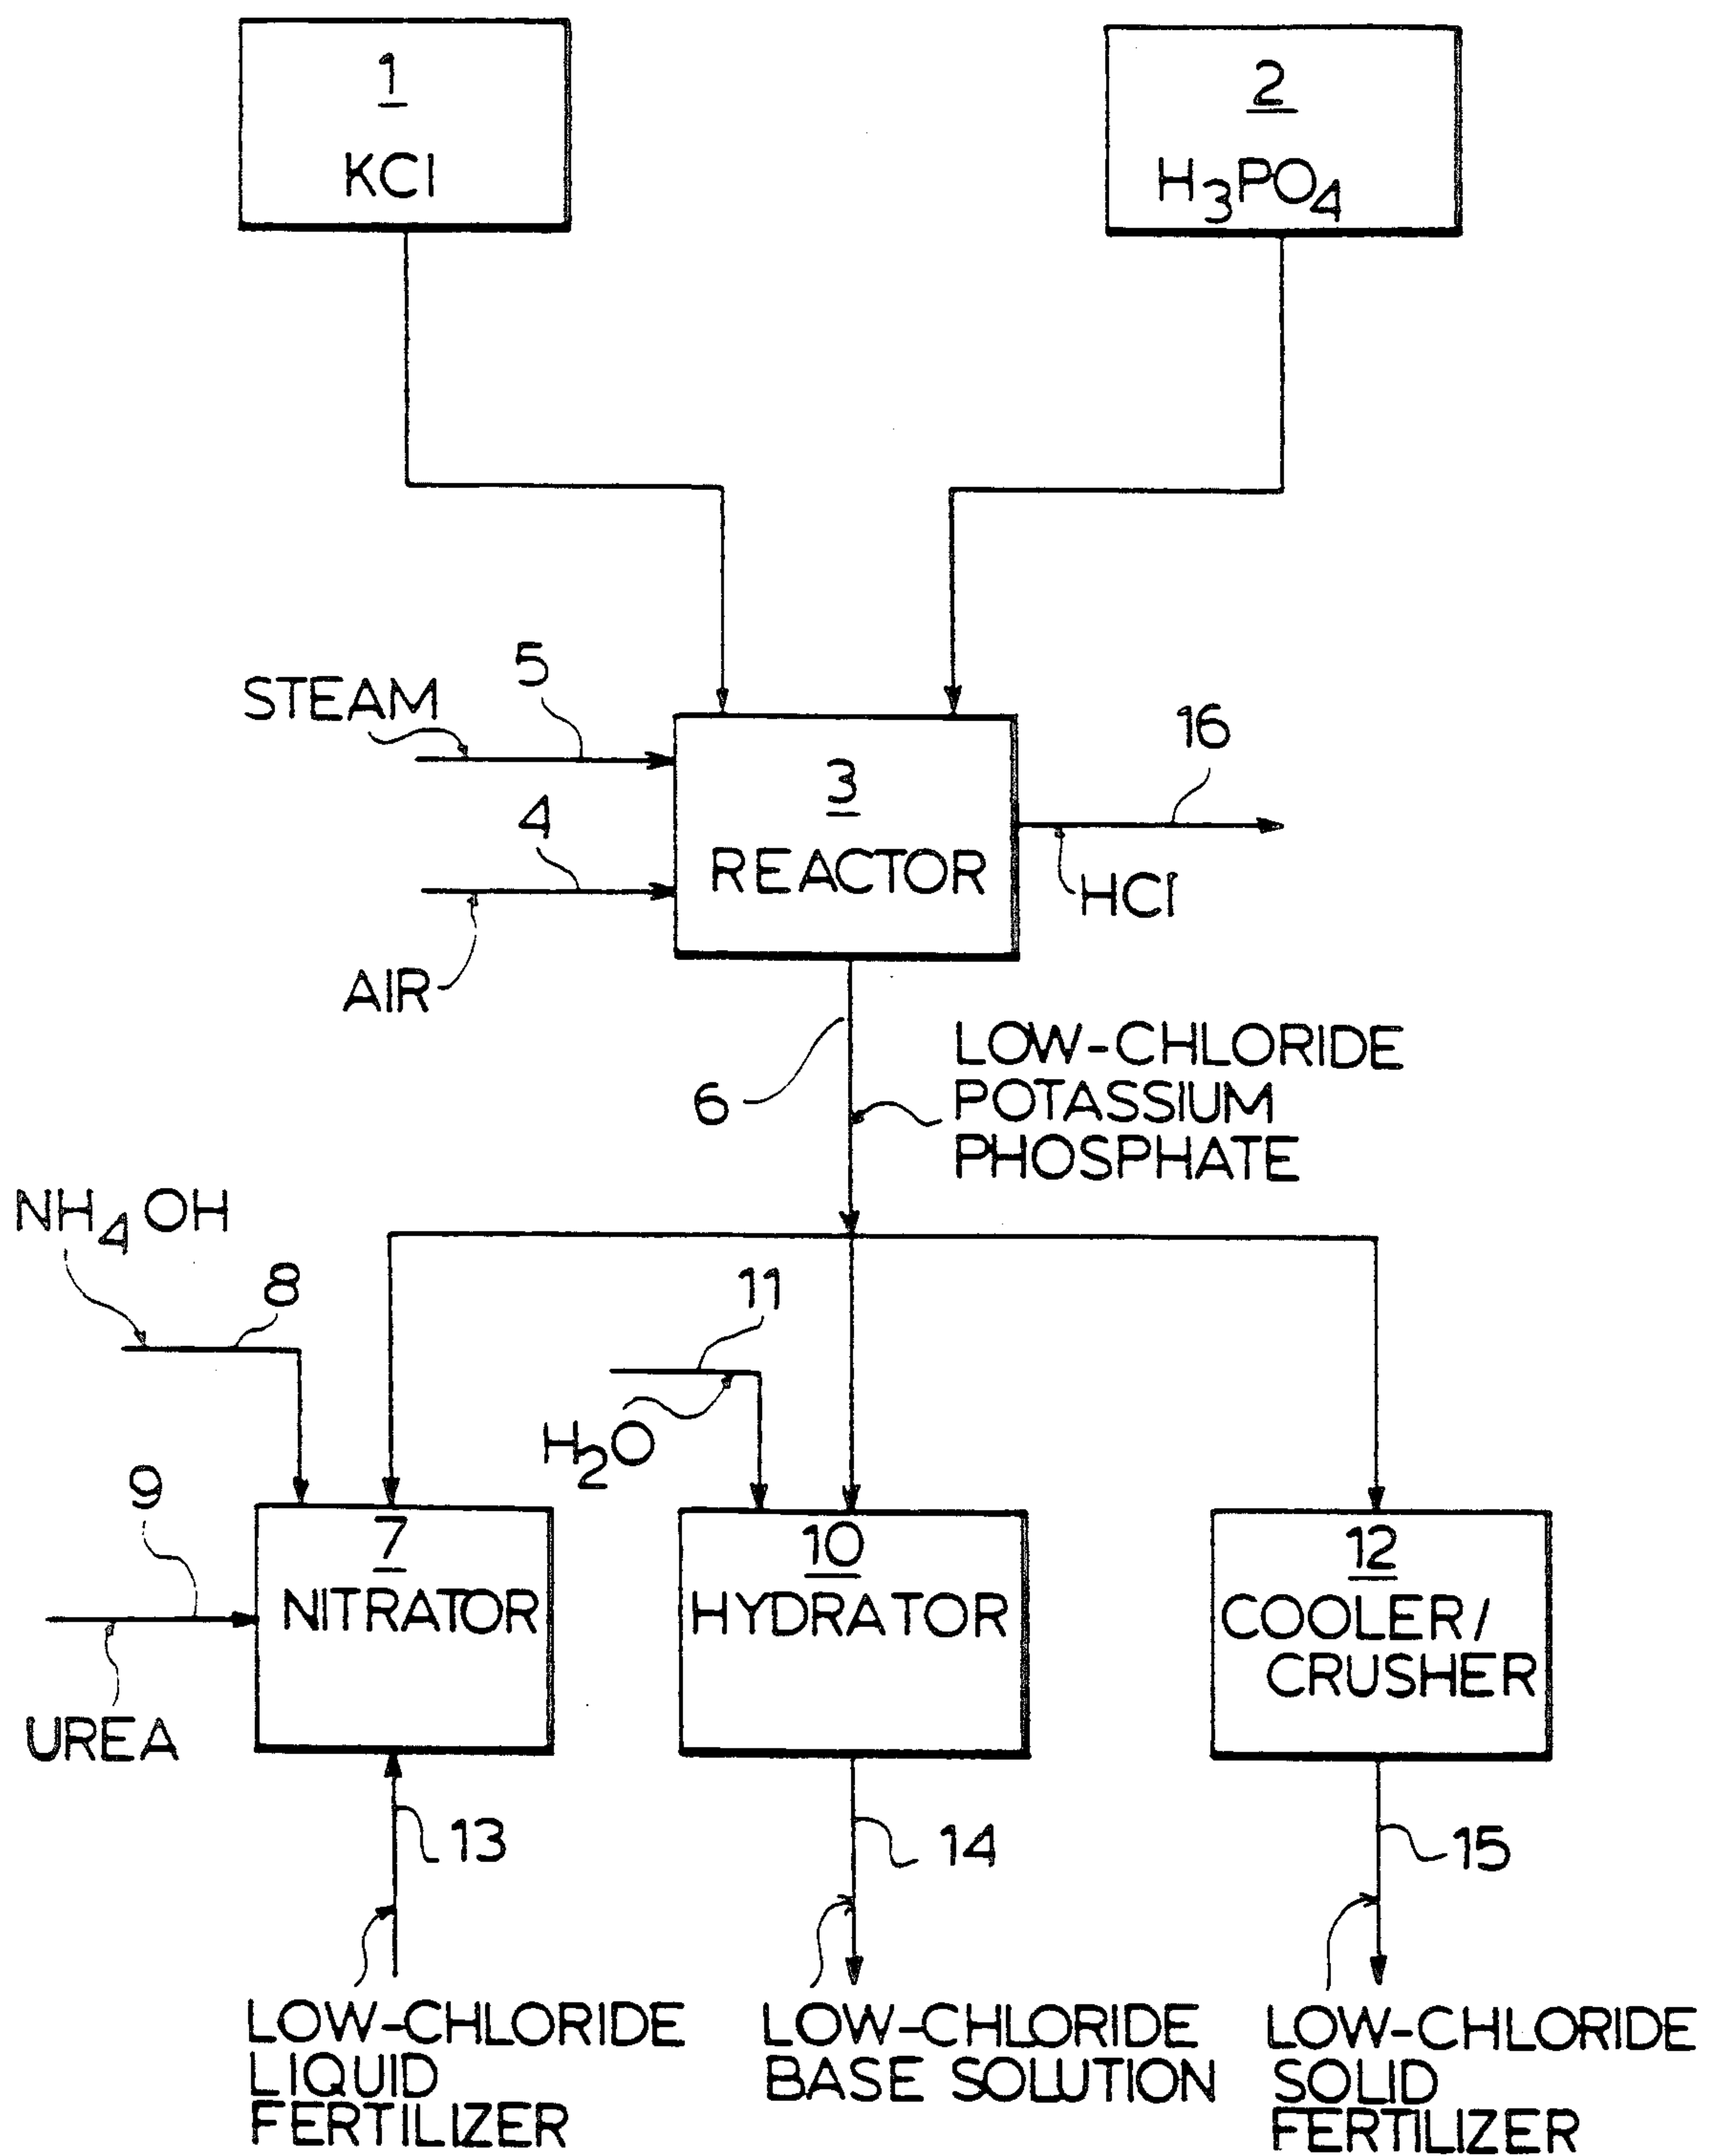 1
KCl
2
H3PO4
STEAM
5
4
AIR
3
REACTOR
16
HCl
6
LOW-CHLORIDE
POTASSIUM
PHOSPHATE
NH4OH
8
11
H2O
9
UREA
7
NITRATOR
10
HYDRATOR
12
COOLER/
CRUSHER
13
14
15
LOW-CHLORIDE
LIQUID
FERTILIZER
LOW-CHLORIDE
BASE SOLUTION
LOW-CHLORIDE
SOLID
FERTILIZER